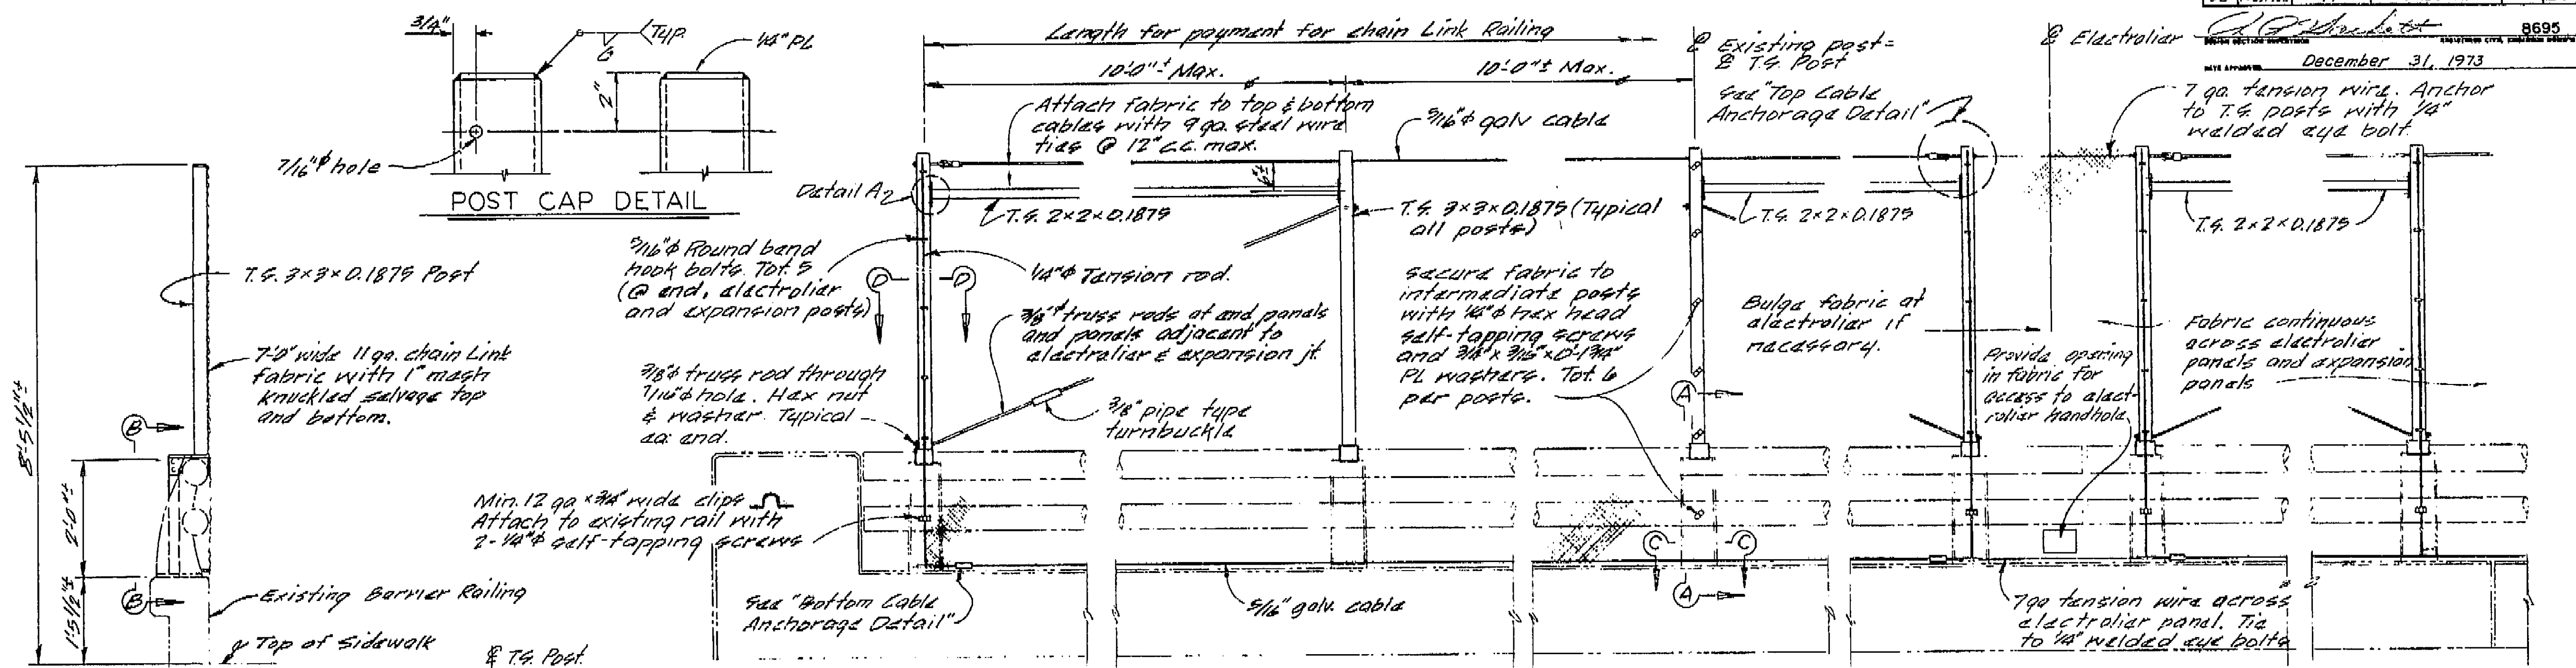 3/4"
Typ.
6
1/4" PL
2"
7/16"φ hole
POST CAP DETAIL
Length for payment for chain Link Railing
10'-0"± Max.
10'-0"± Max.
Attach fabric to top & bottom
cables with 9 ga. steel wire
ties @ 12" c.c. max.
5/16"φ galv cable
℄ Existing post =
℄ T.S. Post
See "Top Cable
Anchorage Detail"
℄ Electrolier
8695
December 31, 1973
7 ga. tension wire. Anchor
to T.S. posts with 1/4"
welded eye bolt.
Detail A2
T.S. 2×2×0.1875
T.S. 3×3×0.1875 (Typical
all posts)
T.S. 2×2×0.1875
T.S. 2×2×0.1875
T.S. 3×3×0.1875 Post
5/16"φ Round bend
hook bolts. Tot. 5
(@ end, electrolier
and expansion posts)
D
D
1/4"φ Tension rod.
3/8"φ truss rods at end panels
and panels adjacent to
electrolier & expansion jt.
Secure fabric to
intermediate posts
with 1/4"φ hex head
self-tapping screws
and 3/4"×3/16"×0'-1 3/4"
PL washers. Tot. 6
per posts.
Bulge fabric at
electrolier if
necessary.
Provide opening
in fabric for
access to elect-
rolier handhole
Fabric continuous
across electrolier
panels and expansion
panels
7'-0" wide 11 ga. chain Link
fabric with 1" mesh
knuckled selvage top
and bottom.
3/8"φ truss rod through
7/16"φ hole. Hex nut
& washer. Typical
ea. end.
3/8" pipe type
turnbuckle
A
B
8'-5 1/2"±
2'-0"±
1'-5 1/2"±
Min. 12 ga × 3/4" wide clips
Attach to existing rail with
2-1/4"φ self-tapping screws
C
C
B
Existing Barrier Railing
See "Bottom Cable
Anchorage Detail"
5/16" galv. cable
A
7 ga tension wire across
electrolier panel. Tie
to 1/4" welded eye bolts
Top of Sidewalk
℄ T.S. Post.